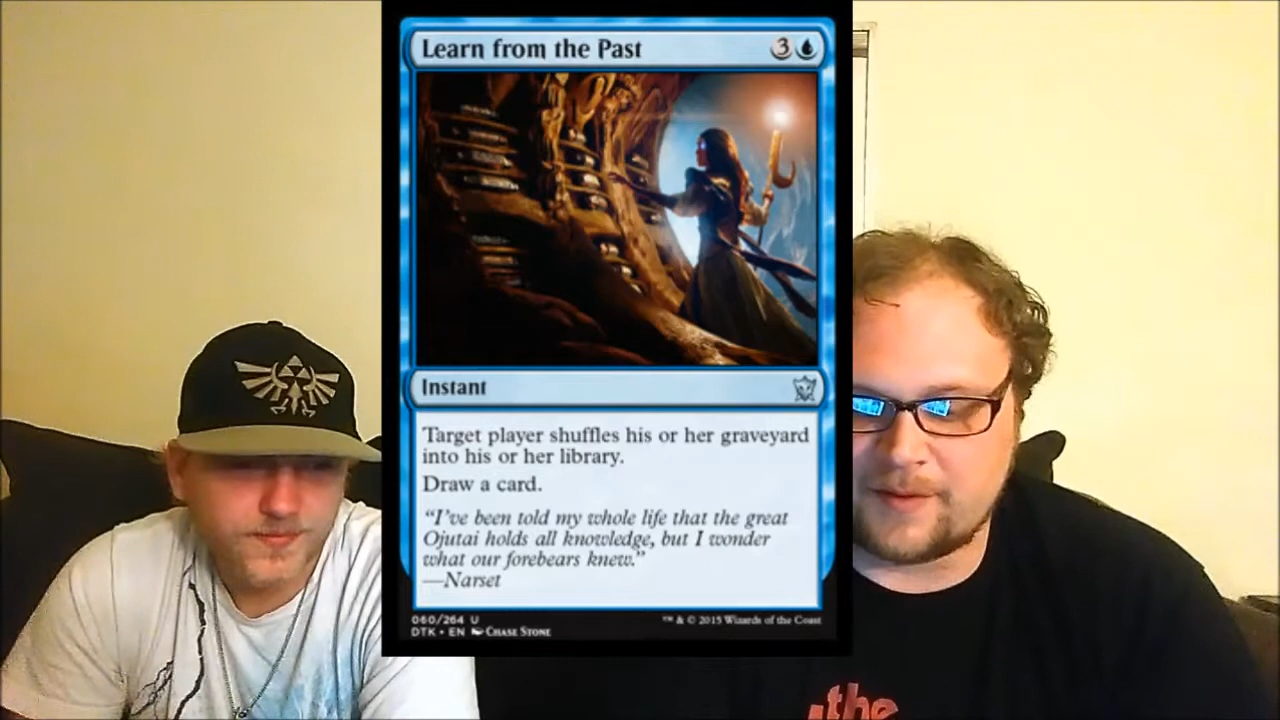 Learn from the Past 3
Instant
Target player shuffles his or her graveyard
into his or her library.
Draw a card.
"I've been told my whole life that the great
Ojutai holds all knowledge, but I wonder
what our forebears knew."
—Narset
060/264 U
DTK • EN Chase Stone
™ & © 2015 Wizards of the Coast
the